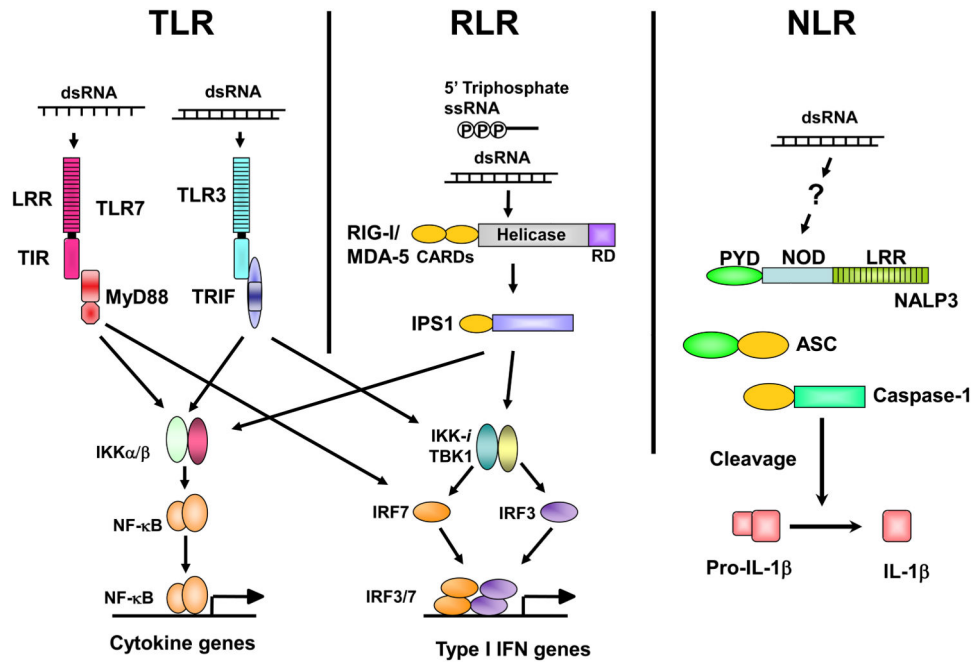 TLR
RLR
NLR
dsRNA
dsRNA
LRR
TLR7
TIR
MyD88
TLR3
TRIF
5' Triphosphate
ssRNA
P P P
dsRNA
RIG-I/
MDA-5
CARDs
Helicase
RD
IPS1
dsRNA
?
PYD
NOD
LRR
NALP3
ASC
Caspase-1
Cleavage
Pro-IL-1β
IL-1β
IKKα/β
NF-κB
NF-κB
Cytokine genes
IKK-i
TBK1
IRF7
IRF3
IRF3/7
Type I IFN genes